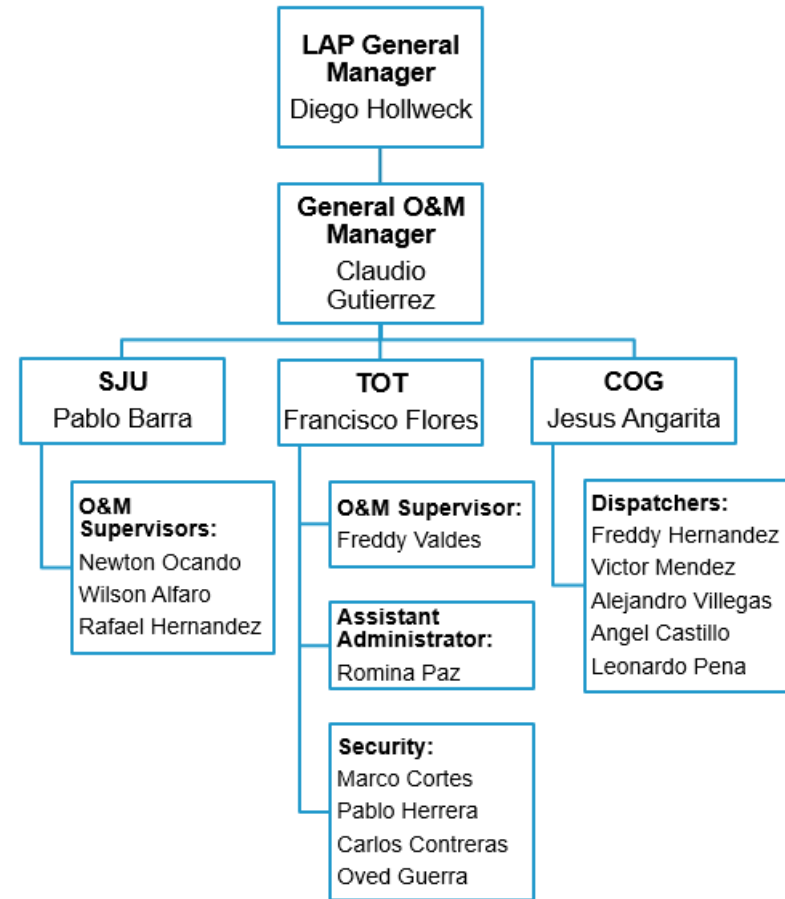 LAP General
Manager
Diego Hollweck
General O&M
Manager
Claudio
Gutierrez
SJU
Pablo Barra
TOT
Francisco Flores
COG
Jesus Angarita
O&M
Supervisors:
Newton Ocando
Wilson Alfaro
Rafael Hernandez
O&M Supervisor:
Freddy Valdes
Assistant
Administrator:
Romina Paz
Security:
Marco Cortes
Pablo Herrera
Carlos Contreras
Oved Guerra
Dispatchers:
Freddy Hernandez
Victor Mendez
Alejandro Villegas
Angel Castillo
Leonardo Pena